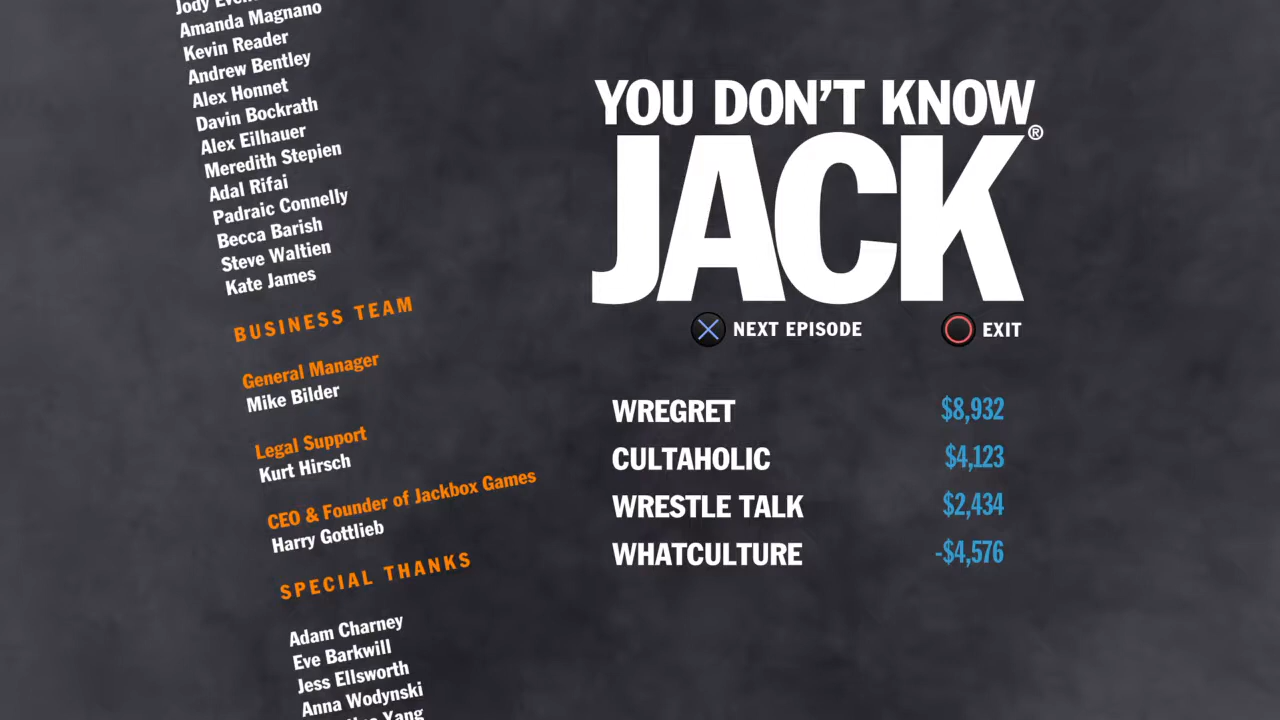 Jody
Amanda Magnano
Kevin Reader
Andrew Bentley
Alex Honnet
Davin Bockrath
Alex Eilhauer
Meredith Stepien
Adal Rifai
Padraic Connelly
Becca Barish
Steve Waltien
Kate James
BUSINESS TEAM
General Manager
Mike Bilder
Legal Support
Kurt Hirsch
CEO & Founder of Jackbox Games
Harry Gottlieb
SPECIAL THANKS
Adam Charney
Eve Barkwill
Jess Ellsworth
Anna Wodynski
Yang
YOU DON'T KNOW
JACK®
NEXT EPISODE EXIT
WREGRET $8,932
CULTAHOLIC $4,123
WRESTLE TALK $2,434
WHATCULTURE -$4,576